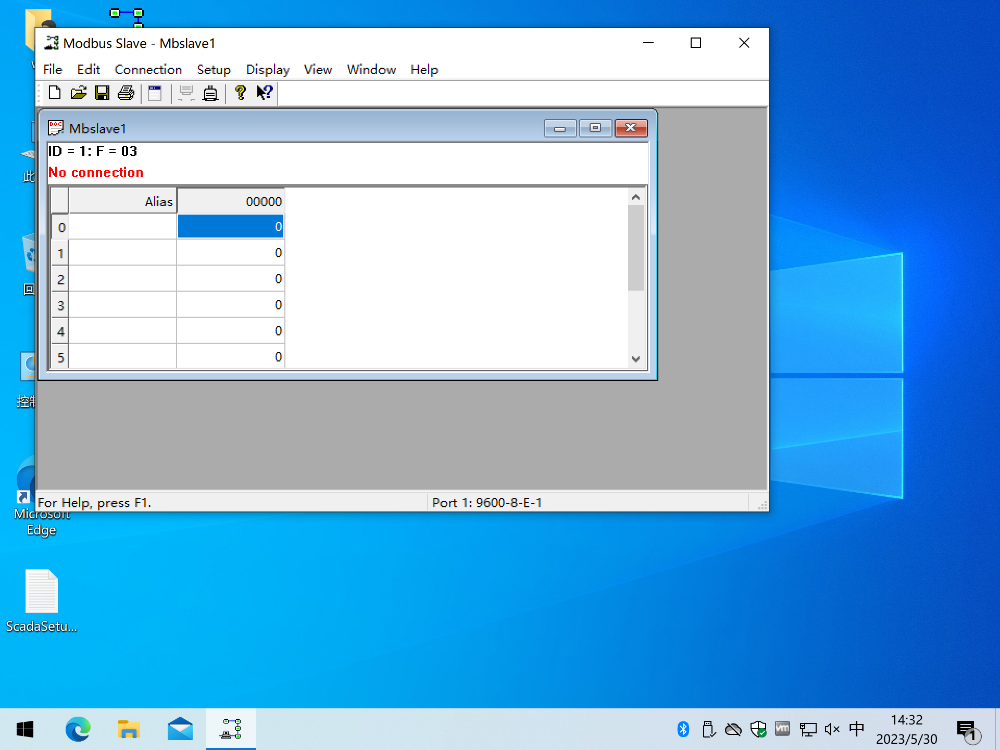 Modbus Slave - Mbslave1
File Edit Connection Setup Display View Window Help
Mbslave1
ID = 1: F = 03
No connection
Alias 00000
0 0
1 0
2 0
3 0
4 0
5 0
For Help, press F1. Port 1: 9600-8-E-1
此
回
控制
Microsoft
Edge
ScadaSetu...
中
14:32
2023/5/30
1